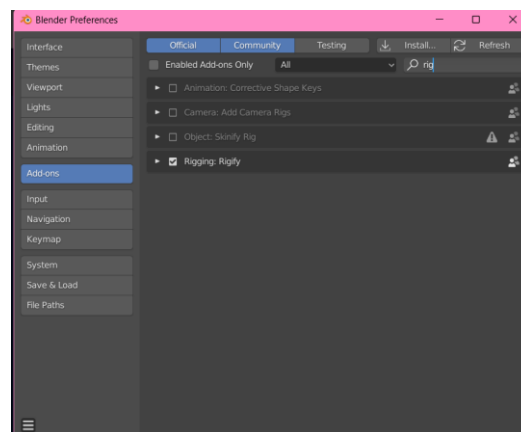 Blender Preferences
Interface
Themes
Viewport
Lights
Editing
Animation
Add-ons
Input
Navigation
Keymap
System
Save & Load
File Paths
Official Community Testing Install... Refresh
Enabled Add-ons Only All rig
Animation: Corrective Shape Keys
Camera: Add Camera Rigs
Object: Skinify Rig
Rigging: Rigify